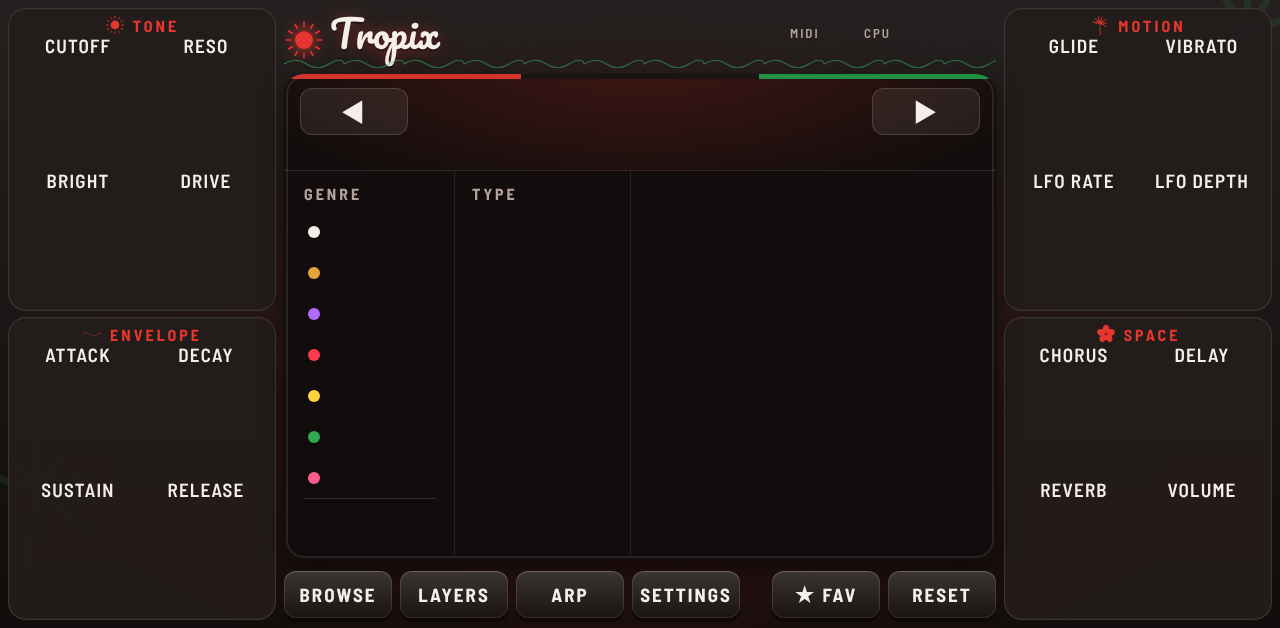 TONE
CUTOFF RESO
BRIGHT DRIVE
ENVELOPE
ATTACK DECAY
SUSTAIN RELEASE
Tropix
MIDI CPU
GENRE TYPE
BROWSE LAYERS ARP SETTINGS ★ FAV RESET
MOTION
GLIDE VIBRATO
LFO RATE LFO DEPTH
SPACE
CHORUS DELAY
REVERB VOLUME